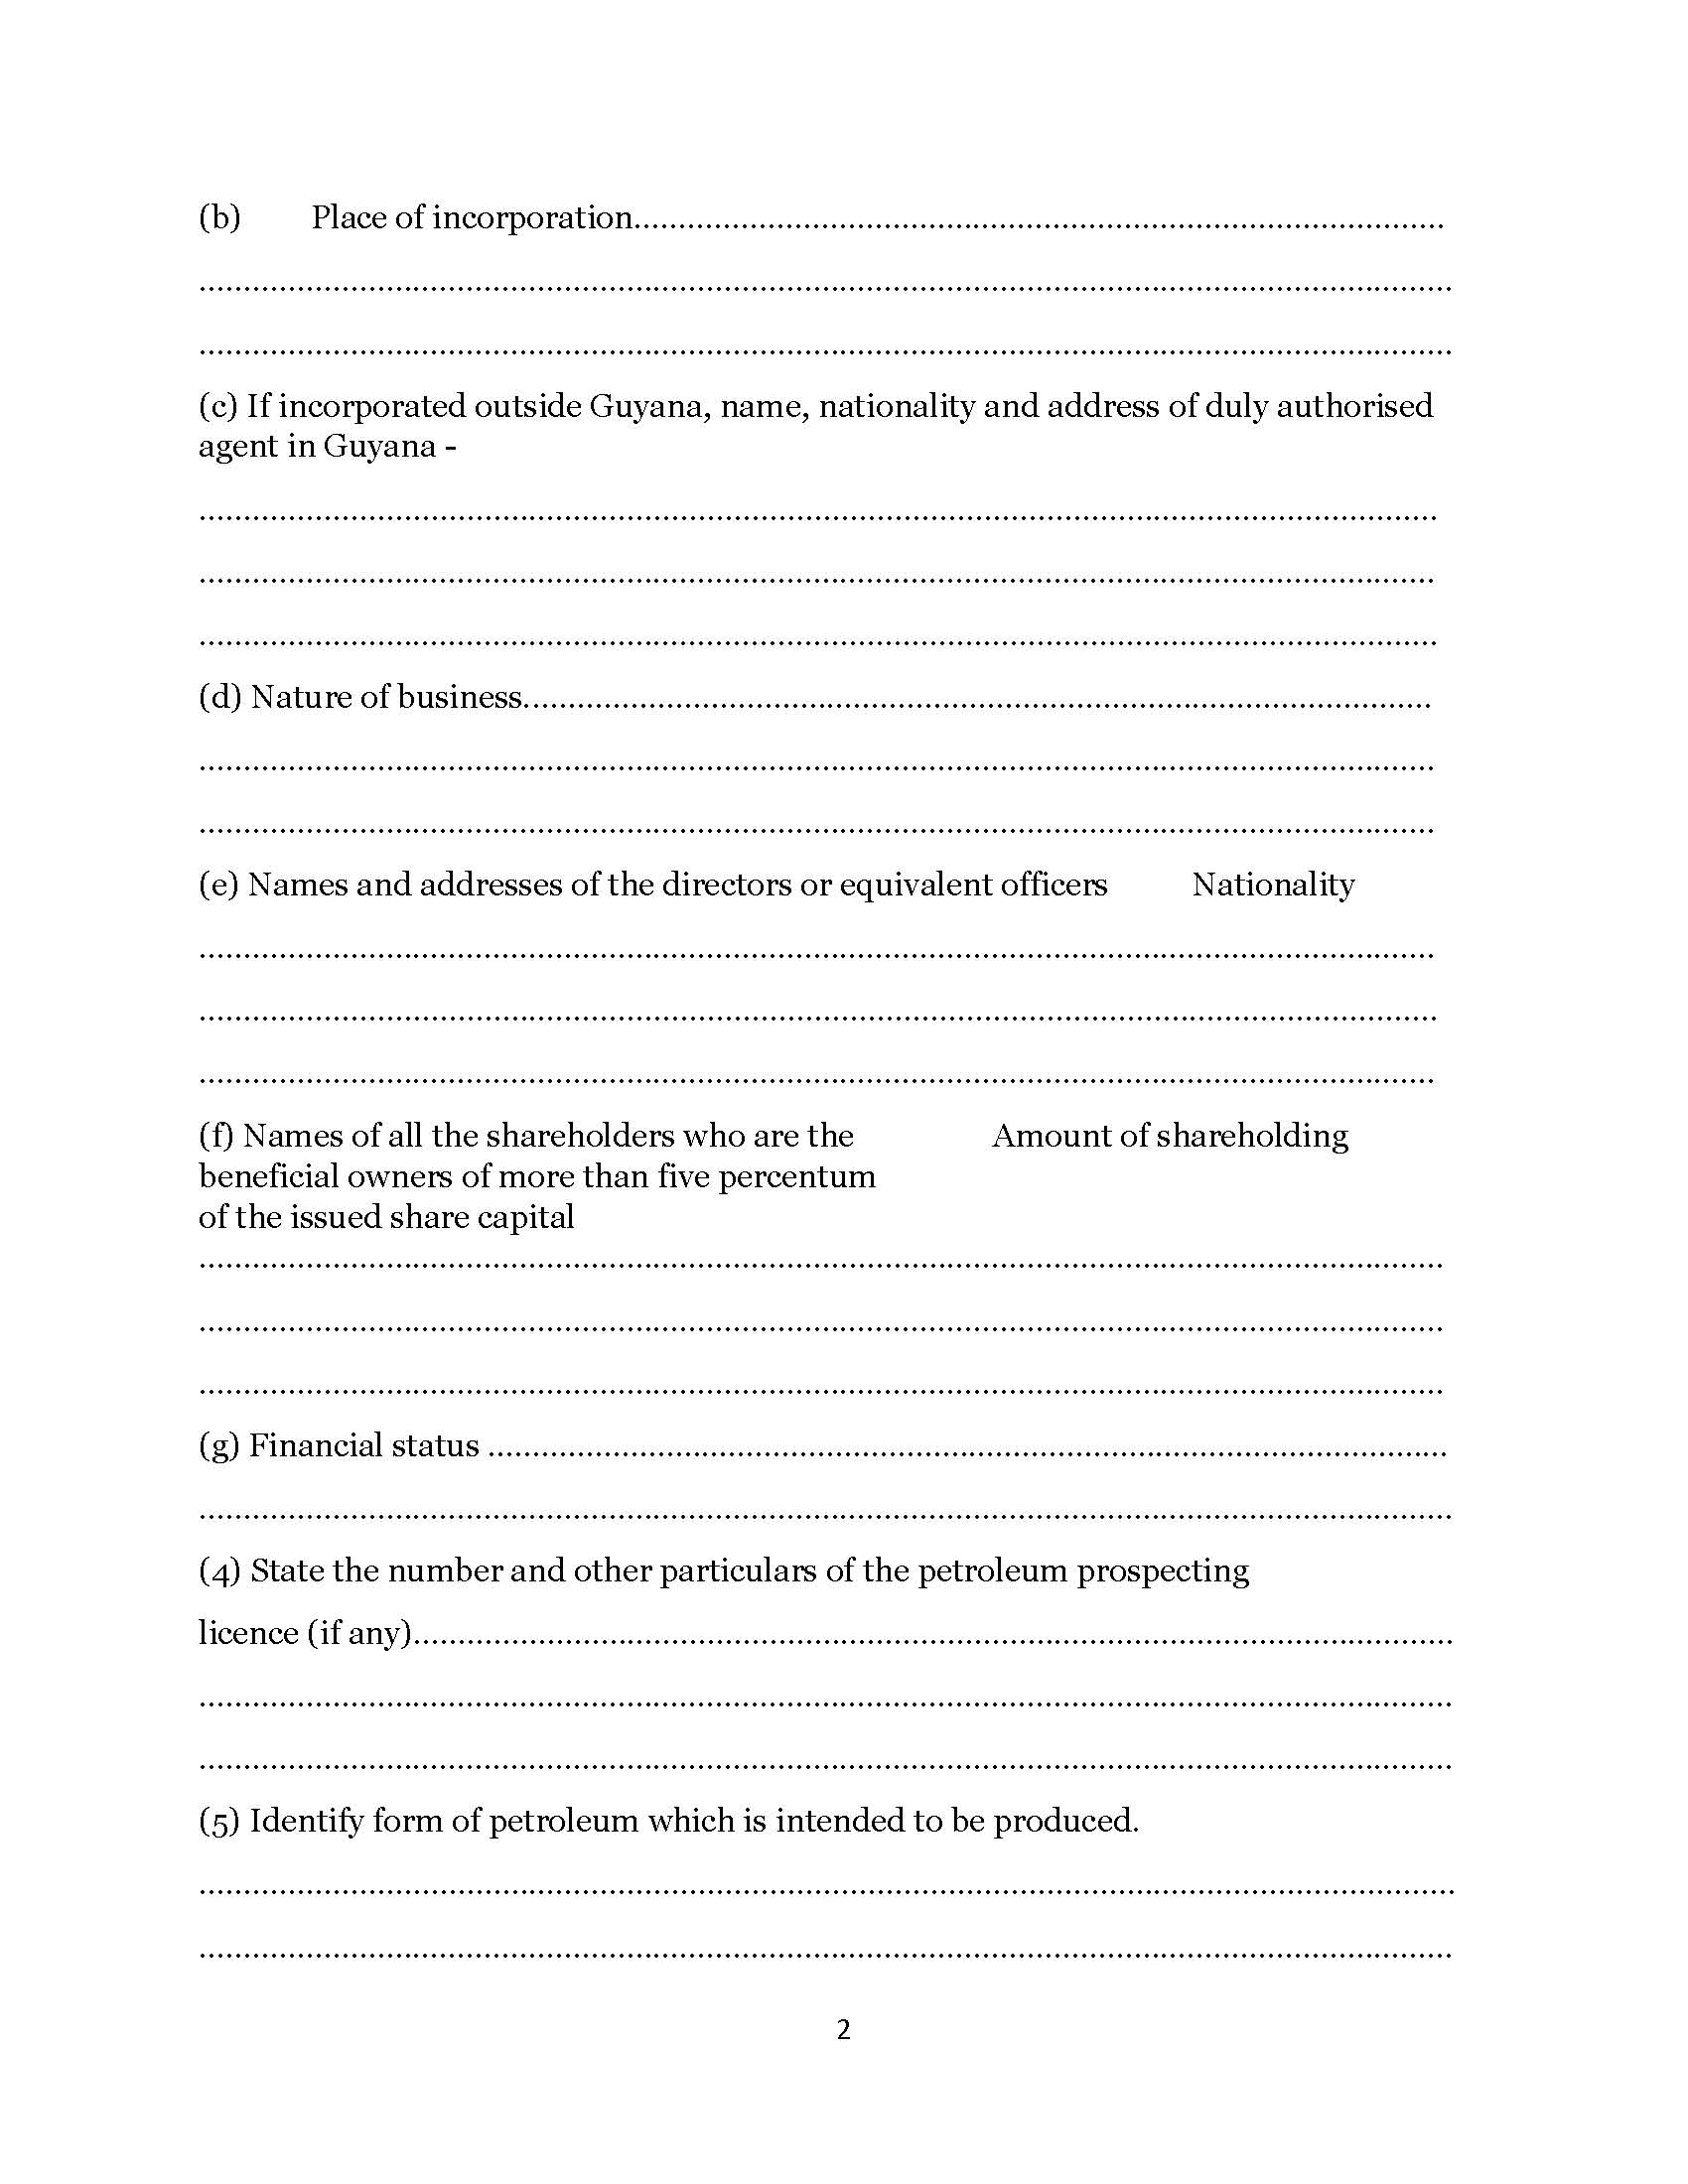 (b) Place of incorporation..........................................................................................
............................................................................................................................................
............................................................................................................................................
(c) If incorporated outside Guyana, name, nationality and address of duly authorised
agent in Guyana -
...........................................................................................................................................
...........................................................................................................................................
...........................................................................................................................................
(d) Nature of business.....................................................................................................
...........................................................................................................................................
...........................................................................................................................................
(e) Names and addresses of the directors or equivalent officers Nationality
...........................................................................................................................................
...........................................................................................................................................
...........................................................................................................................................
(f) Names of all the shareholders who are the Amount of shareholding
beneficial owners of more than five percentum
of the issued share capital
............................................................................................................................................
............................................................................................................................................
............................................................................................................................................
(g) Financial status ...........................................................................................................
............................................................................................................................................
(4) State the number and other particulars of the petroleum prospecting
licence (if any)....................................................................................................................
............................................................................................................................................
............................................................................................................................................
(5) Identify form of petroleum which is intended to be produced.
............................................................................................................................................
............................................................................................................................................
2